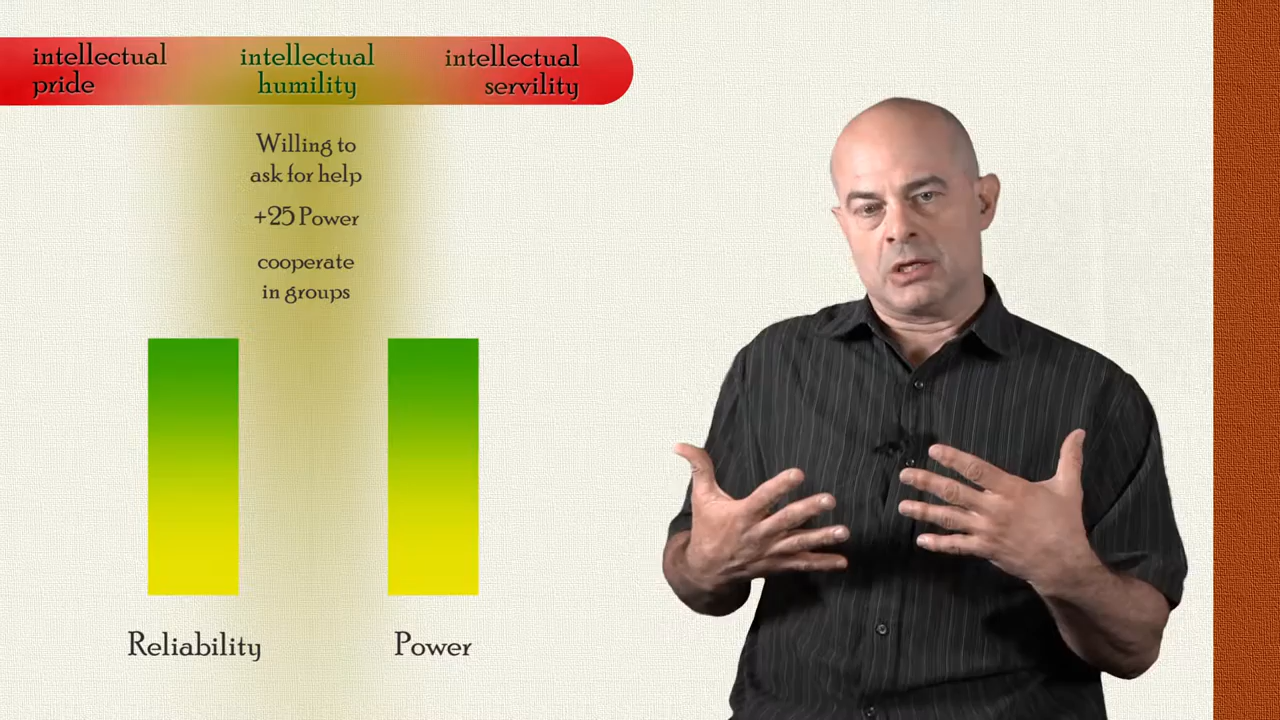 intellectual
pride
intellectual
humility
intellectual
servility
Willing to
ask for help
+25 Power
cooperate
in groups
Reliability
Power